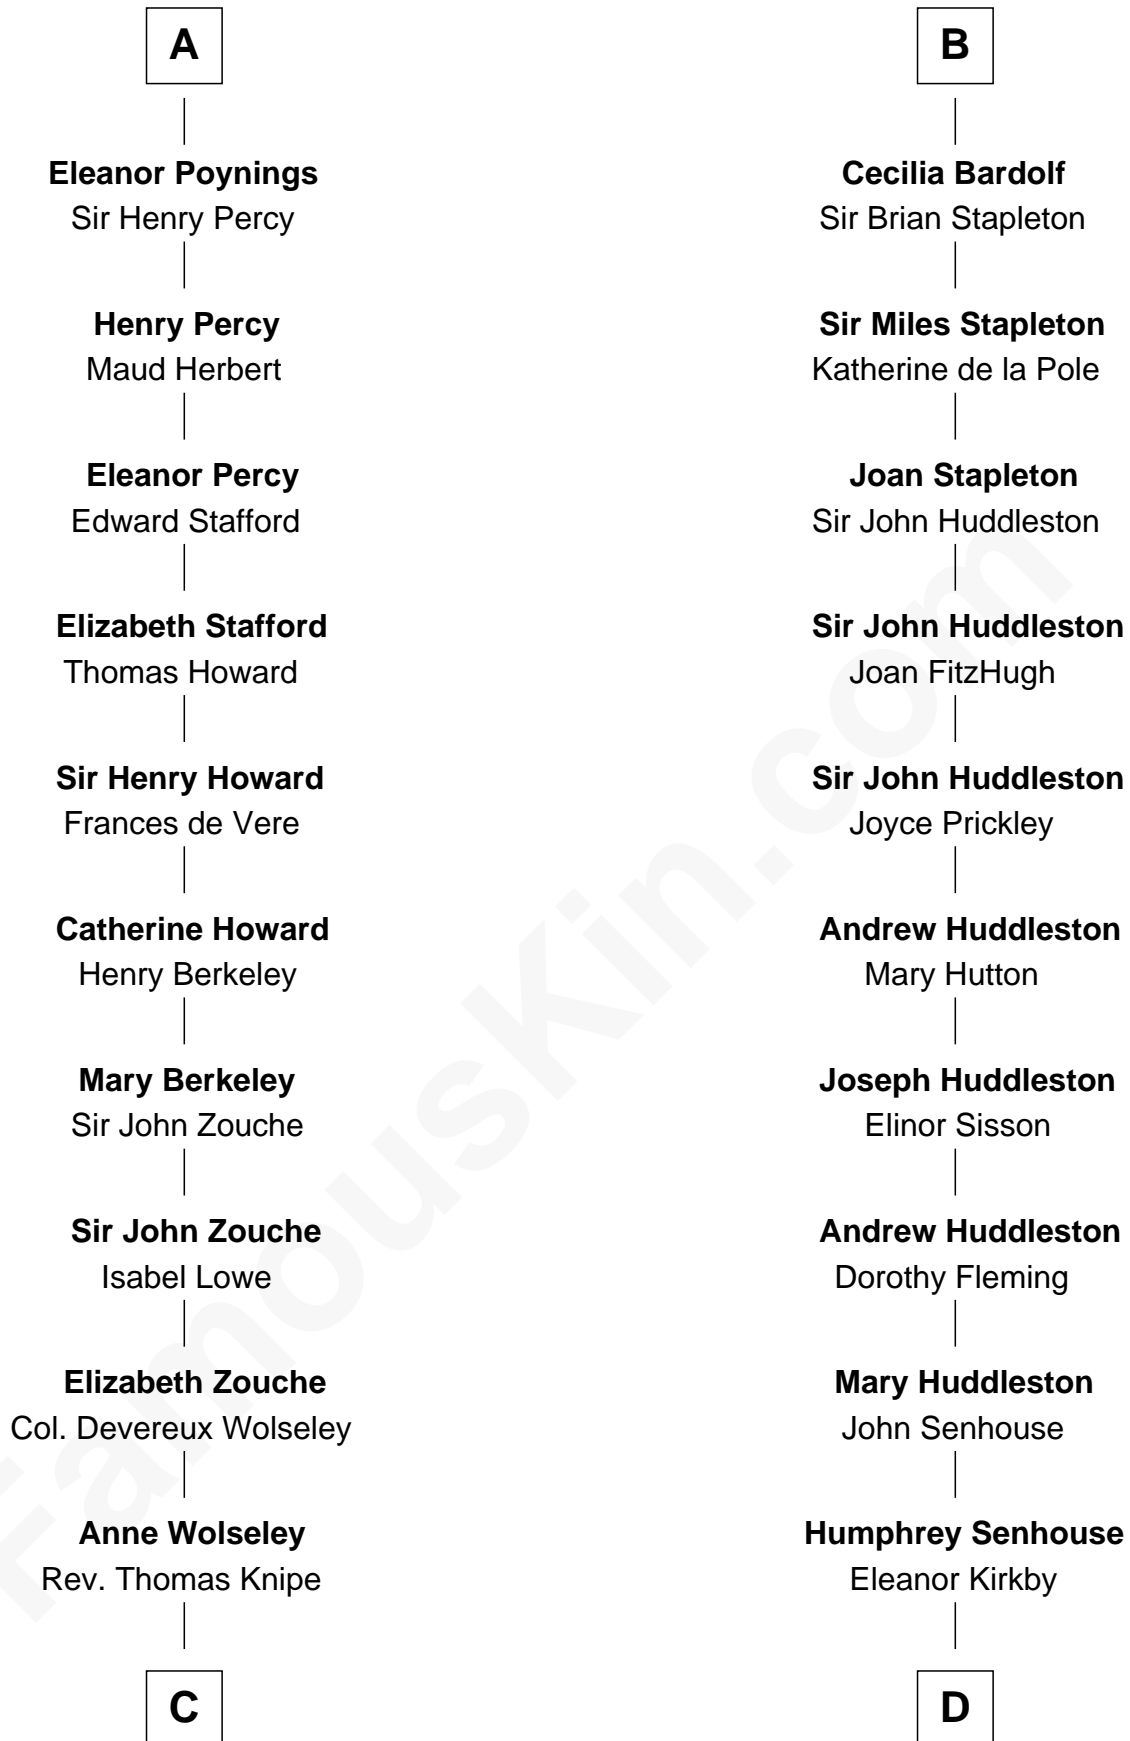 A
Eleanor Poynings
Sir Henry Percy
Henry Percy
Maud Herbert
Eleanor Percy
Edward Stafford
Elizabeth Stafford
Thomas Howard
Sir Henry Howard
Frances de Vere
Catherine Howard
Henry Berkeley
Mary Berkeley
Sir John Zouche
Sir John Zouche
Isabel Lowe
Elizabeth Zouche
Col. Devereux Wolseley
Anne Wolseley
Rev. Thomas Knipe
C
B
Cecilia Bardolf
Sir Brian Stapleton
Sir Miles Stapleton
Katherine de la Pole
Joan Stapleton
Sir John Huddleston
Sir John Huddleston
Joan FitzHugh
Sir John Huddleston
Joyce Prickley
Andrew Huddleston
Mary Hutton
Joseph Huddleston
Elinor Sisson
Andrew Huddleston
Dorothy Fleming
Mary Huddleston
John Senhouse
Humphrey Senhouse
Eleanor Kirkby
D
FamousKin.com